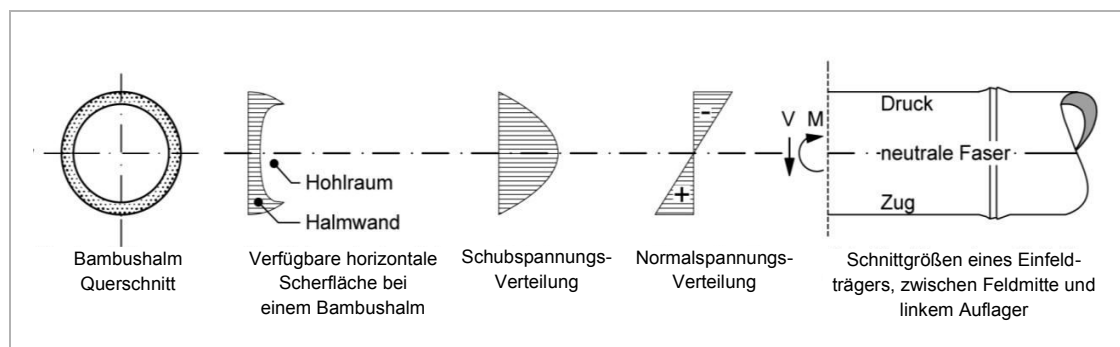 Druck
V M
neutrale Faser
Hohlraum
Halmwand
Zug
-
+
Bambushalm
Querschnitt
Verfügbare horizontale
Scherfläche bei
einem Bambushalm
Schubspannungs-
Verteilung
Normalspannungs-
Verteilung
Schnittgrößen eines Einfeld-
trägers, zwischen Feldmitte und
linkem Auflager